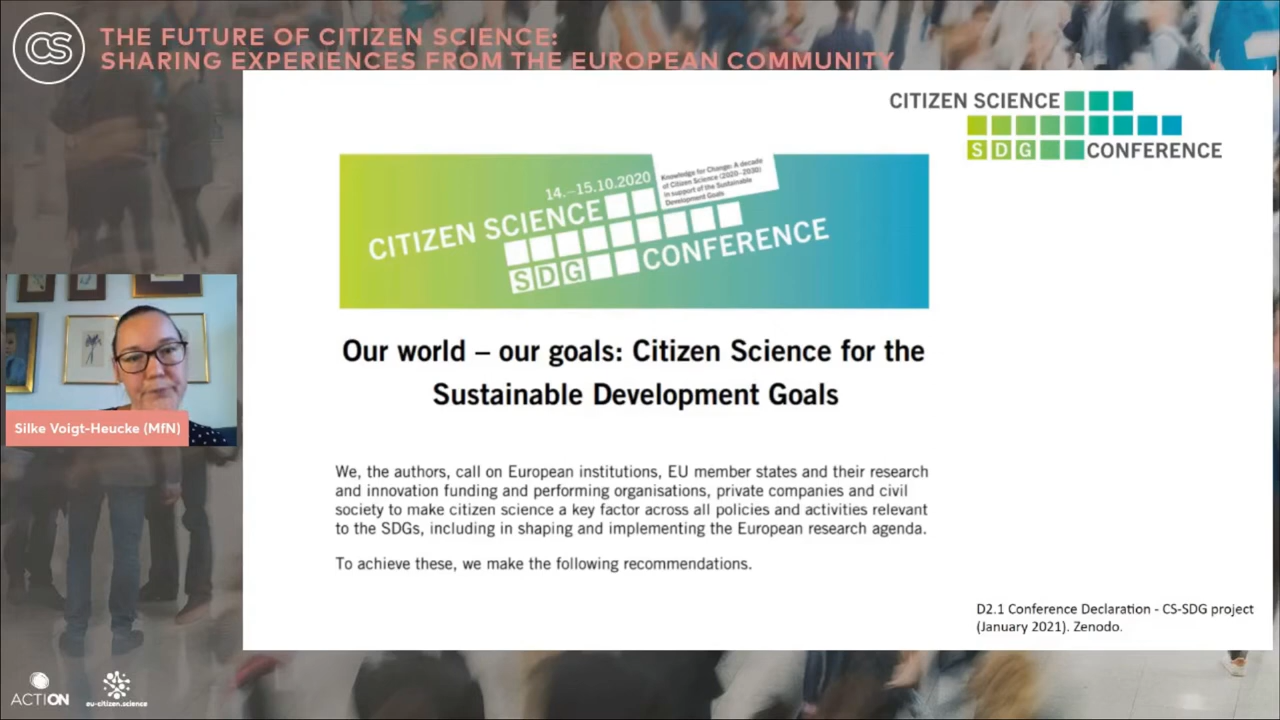 THE FUTURE OF CITIZEN SCIENCE:
SHARING EXPERIENCES FROM THE EUROPEAN COMMUNITY
CS
CITIZEN SCIENCE
SDG CONFERENCE
14.–15.10.2020
Knowledge for Change: A decade
of Citizen Science (2020–2030)
in support of the Sustainable
Development Goals
CITIZEN SCIENCE
SDG CONFERENCE
Our world – our goals: Citizen Science for the
Sustainable Development Goals
Silke Voigt-Heucke (MfN)
We, the authors, call on European institutions, EU member states and their research
and innovation funding and performing organisations, private companies and civil
society to make citizen science a key factor across all policies and activities relevant
to the SDGs, including in shaping and implementing the European research agenda.
To achieve these, we make the following recommendations.
D2.1 Conference Declaration - CS-SDG project
(January 2021). Zenodo.
ACTION
eu-citizen.science